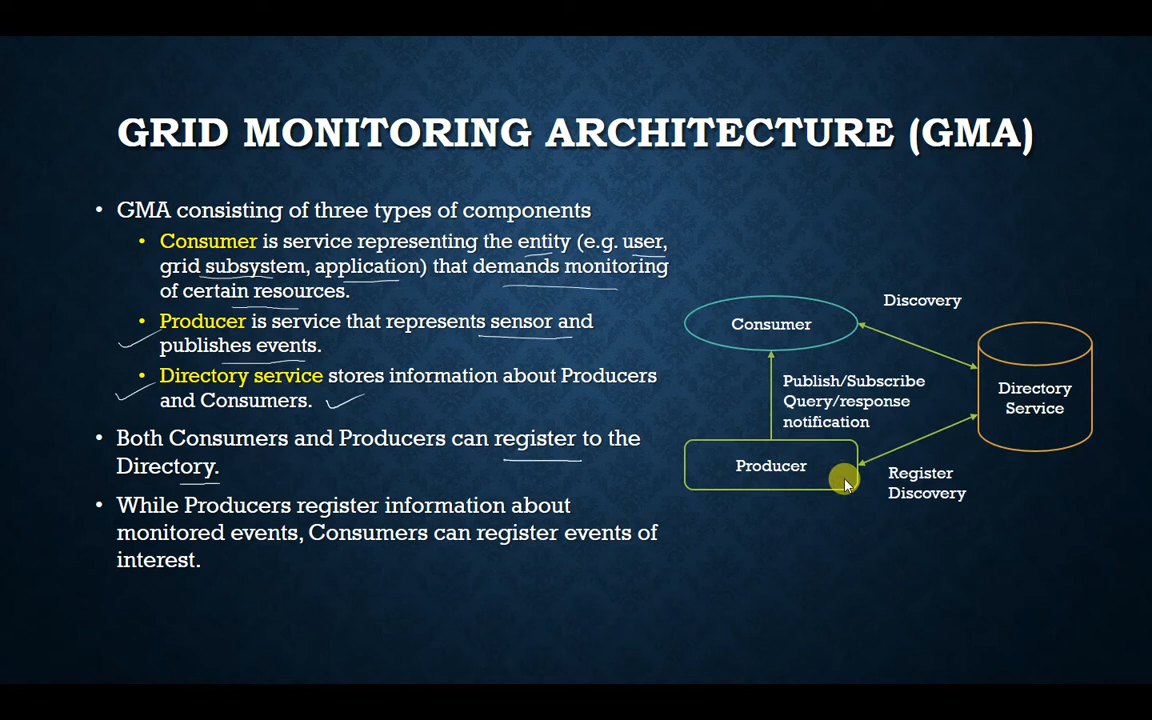 GRID MONITORING ARCHITECTURE (GMA)
• GMA consisting of three types of components
• Consumer is service representing the entity (e.g. user,
grid subsystem, application) that demands monitoring
of certain resources.
• Producer is service that represents sensor and
publishes events.
• Directory service stores information about Producers
and Consumers.
• Both Consumers and Producers can register to the
Directory.
• While Producers register information about
monitored events, Consumers can register events of
interest.
Discovery
Consumer
Publish/Subscribe
Query/response
notification
Directory
Service
Producer
Register
Discovery